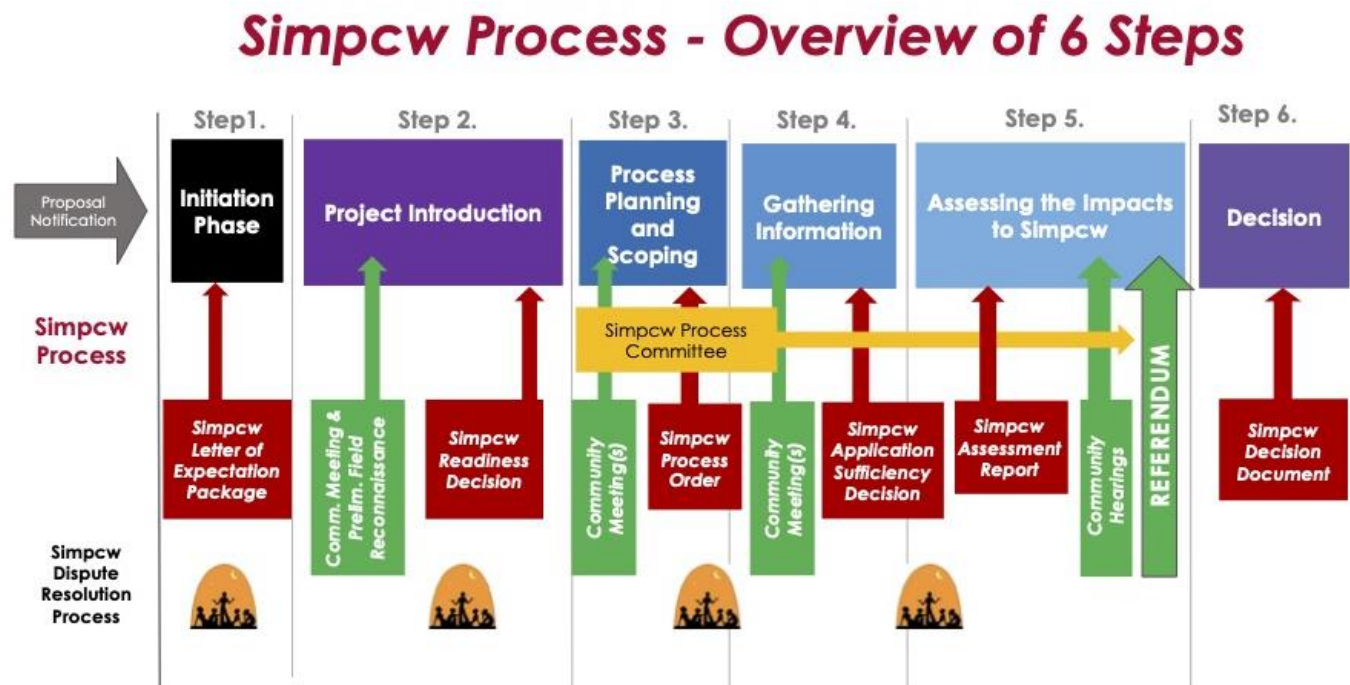 Simpcw Process - Overview of 6 Steps
Step1.
Step 2.
Step 3.
Step 4.
Step 5.
Step 6.
Proposal
Notification
Initiation
Phase
Project Introduction
Process
Planning
and
Scoping
Gathering
Information
Assessing the Impacts
to Simpcw
Decision
Simpcw
Process
Simpcw Process
Committee
Simpcw
Letter of
Expectation
Package
Comm. Meeting &
Prelim. Field
Reconnaissance
Simpcw
Readiness
Decision
Community
Meeting(s)
Simpcw
Process
Order
Community
Meeting(s)
Simpcw
Application
Sufficiency
Decision
Simpcw
Assessment
Report
Community
Hearings
REFERENDUM
Simpcw
Decision
Document
Simpcw
Dispute
Resolution
Process